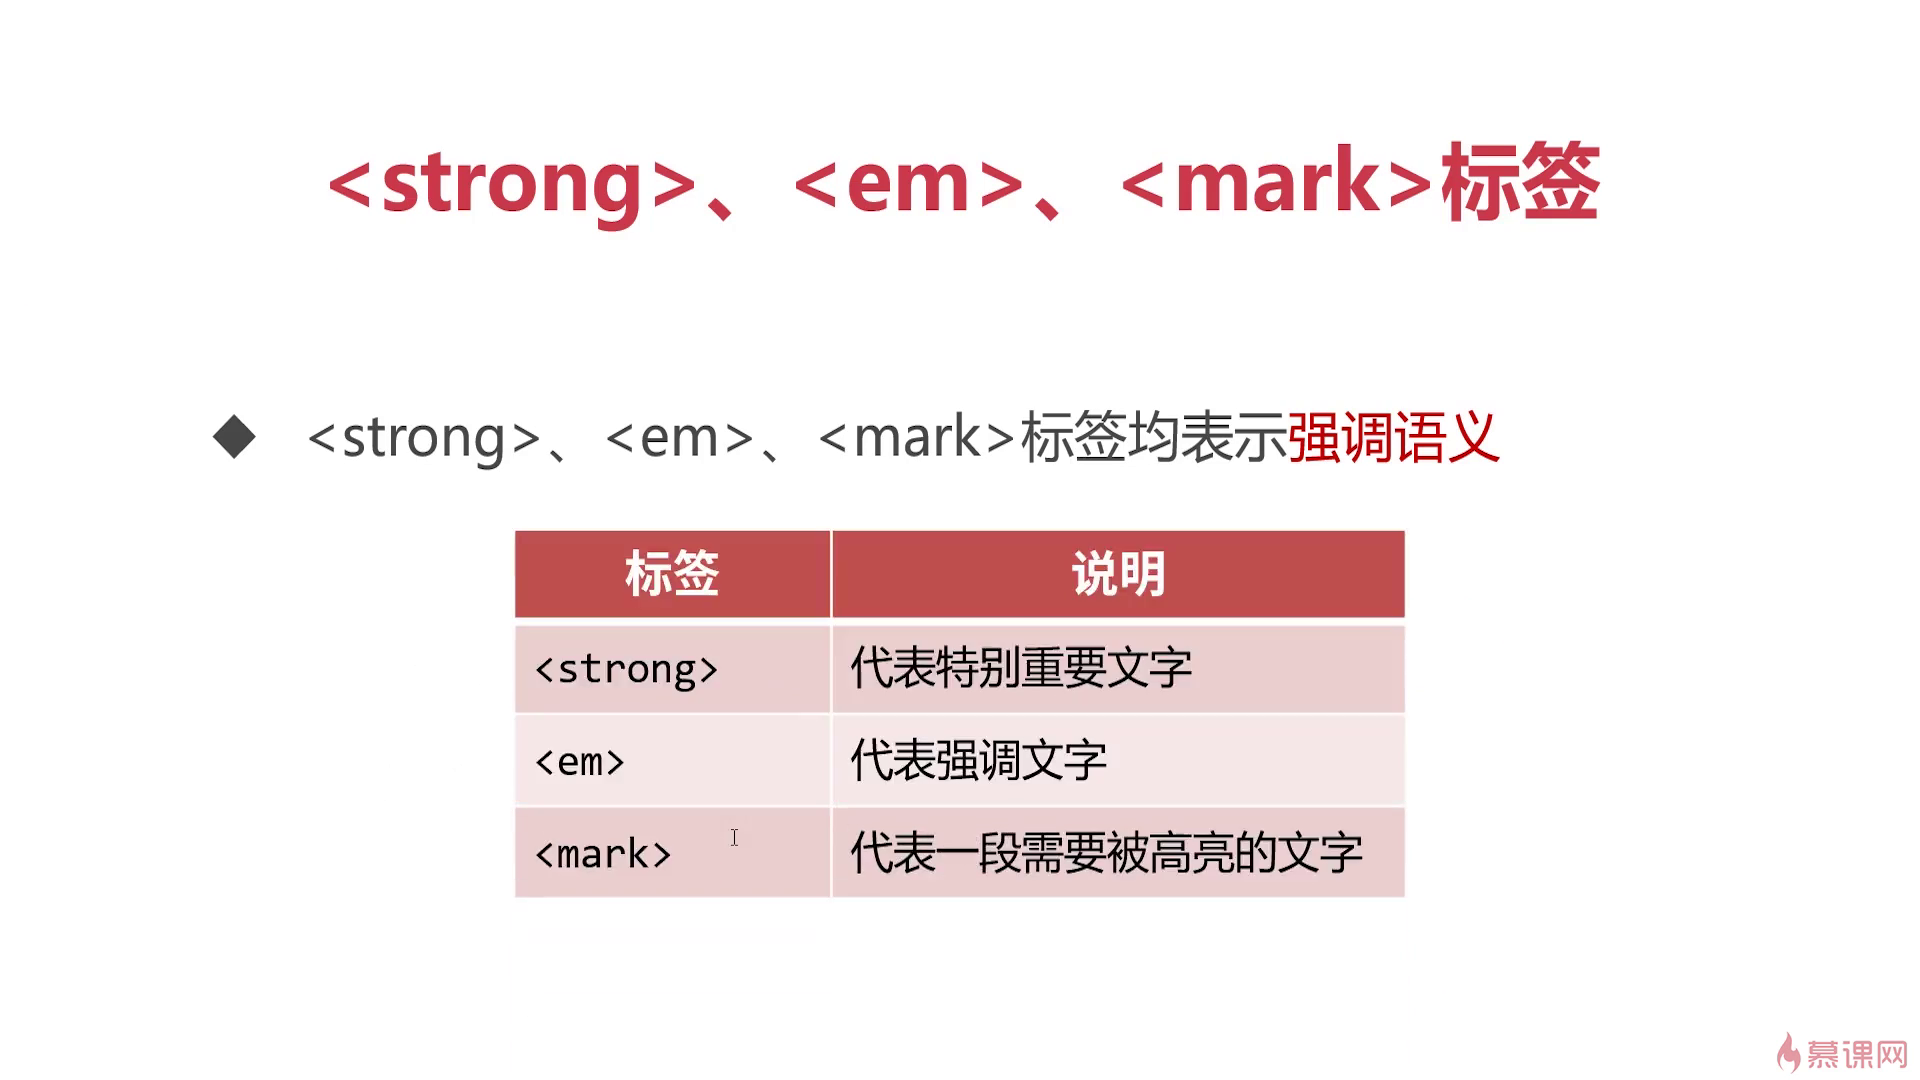 <strong>、<em>、<mark>标签
<strong>、<em>、<mark>标签均表示强调语义
标签 说明
<strong> 代表特别重要文字
<em> 代表强调文字
<mark> 代表一段需要被高亮的文字
慕课网